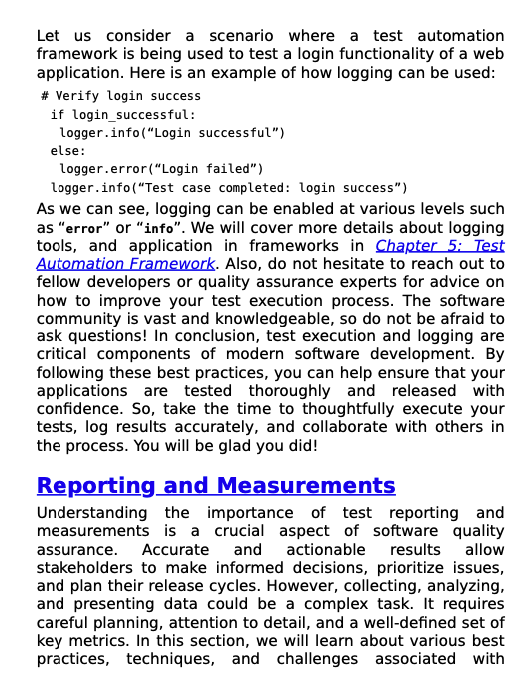 Let us consider a scenario where a test automation
framework is being used to test a login functionality of a web
application. Here is an example of how logging can be used:
# Verify login success
if login_successful:
logger.info(“Login successful”)
else:
logger.error(“Login failed”)
logger.info(“Test case completed: login success”)
As we can see, logging can be enabled at various levels such
as “error” or “info”. We will cover more details about logging
tools, and application in frameworks in Chapter 5: Test
Automation Framework. Also, do not hesitate to reach out to
fellow developers or quality assurance experts for advice on
how to improve your test execution process. The software
community is vast and knowledgeable, so do not be afraid to
ask questions! In conclusion, test execution and logging are
critical components of modern software development. By
following these best practices, you can help ensure that your
applications are tested thoroughly and released with
confidence. So, take the time to thoughtfully execute your
tests, log results accurately, and collaborate with others in
the process. You will be glad you did!
Reporting and Measurements
Understanding the importance of test reporting and
measurements is a crucial aspect of software quality
assurance. Accurate and actionable results allow
stakeholders to make informed decisions, prioritize issues,
and plan their release cycles. However, collecting, analyzing,
and presenting data could be a complex task. It requires
careful planning, attention to detail, and a well-defined set of
key metrics. In this section, we will learn about various best
practices, techniques, and challenges associated with